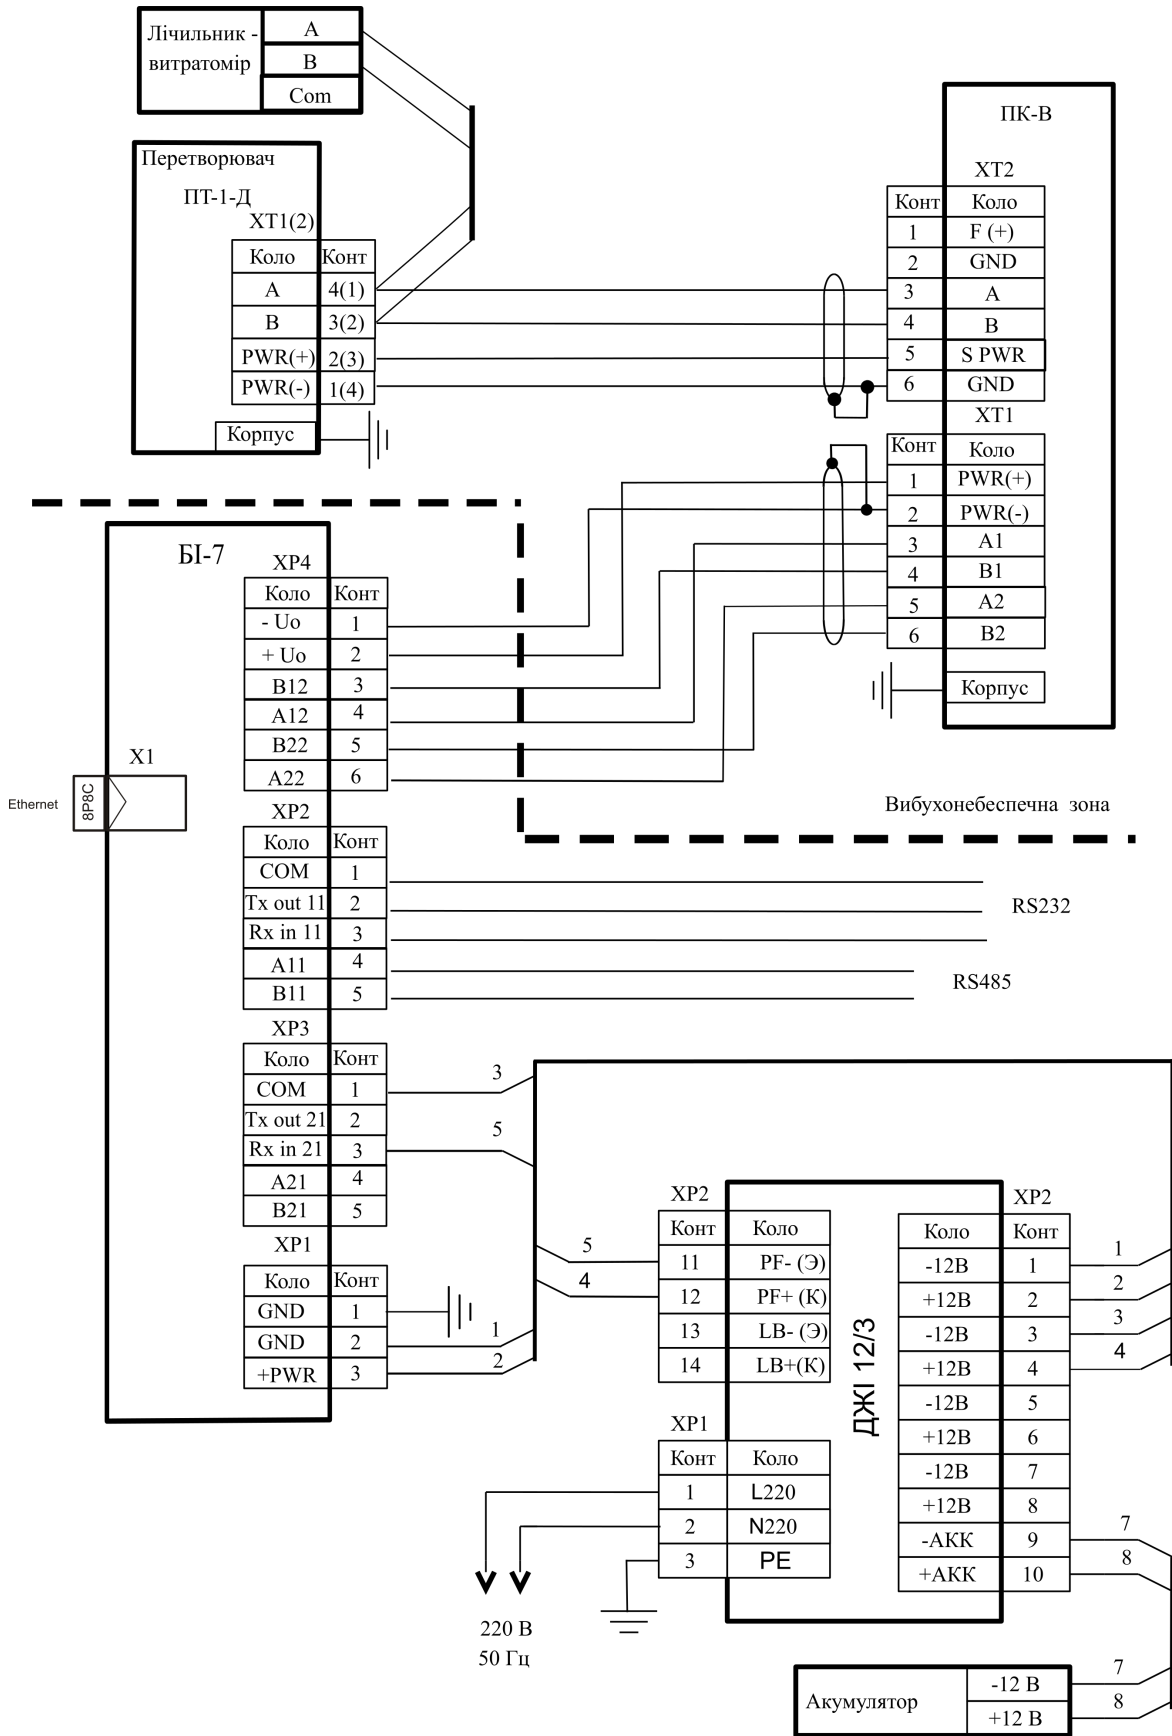 Лічильник -
витратомір
A
B
Com
Перетворювач
ПТ-1-Д
XT1(2)
Коло Конт
A 4(1)
B 3(2)
PWR(+) 2(3)
PWR(-) 1(4)
Корпус
ПК-В
XT2
Конт Коло
1 F (+)
2 GND
3 A
4 B
5 S PWR
6 GND
XT1
Конт Коло
1 PWR(+)
2 PWR(-)
3 A1
4 B1
5 A2
6 B2
Корпус
Вибухонебеспечна зона
БІ-7
XP4
Коло Конт
- Uo 1
+ Uo 2
B12 3
A12 4
B22 5
A22 6
X1
Ethernet
8P8C
XP2
Коло Конт
COM 1
Tx out 11 2
Rx in 11 3
A11 4
B11 5
RS232
RS485
XP3
Коло Конт
COM 1
Tx out 21 2
Rx in 21 3
A21 4
B21 5
3
5
XP1
Коло Конт
GND 1
GND 2
+PWR 3
1
2
5
4
XP2
Конт Коло
11 PF- (Э)
12 PF+ (К)
13 LB- (Э)
14 LB+(К)
XP1
Конт Коло
1 L220
2 N220
3 PE
220 В
50 Гц
ДЖІ 12/3
XP2
Коло Конт
-12В 1
+12В 2
-12В 3
+12В 4
-12В 5
+12В 6
-12В 7
+12В 8
-АКК 9
+АКК 10
1
2
3
4
7
8
Акумулятор
-12 В
+12 В
7
8